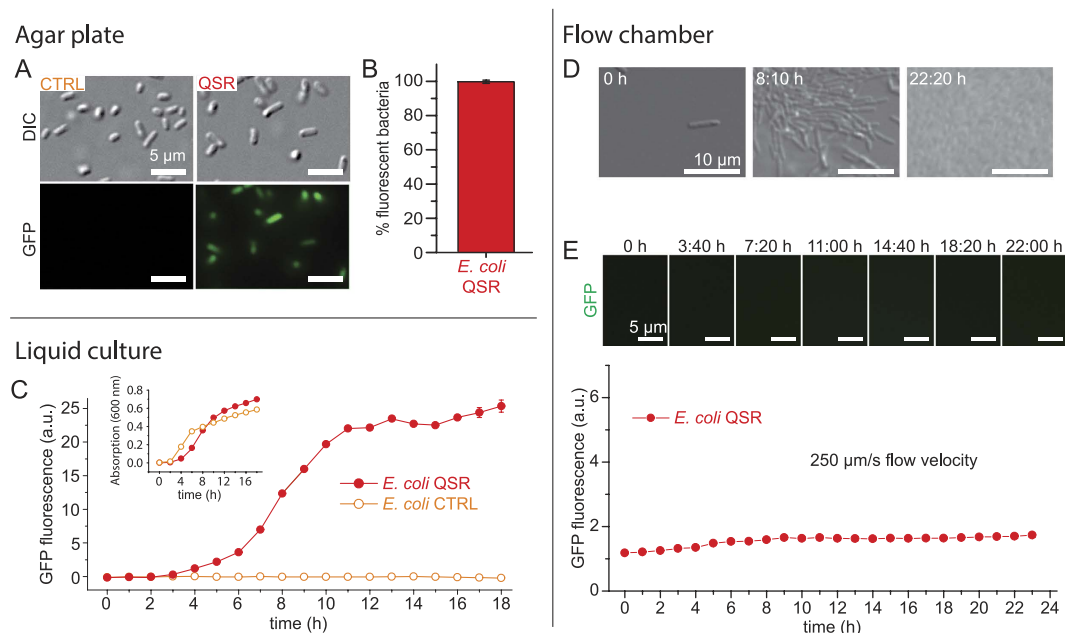 Agar plate
A
CTRL
QSR
DIC
5 µm
GFP
B
% fluorescent bacteria
100
80
60
40
20
0
E. coli
QSR
Liquid culture
C
GFP fluorescence (a.u.)
25
20
15
10
5
0
0 2 4 6 8 10 12 14 16 18
time (h)
Absorption (600 nm)
0.8
0.6
0.4
0.2
0.0
0 2 4 6 8 10 12 16
time (h)
E. coli QSR
E. coli CTRL
Flow chamber
D
0 h
8:10 h
22:20 h
10 µm
E
0 h 3:40 h 7:20 h 11:00 h 14:40 h 18:20 h 22:00 h
GFP
5 µm
GFP fluorescence (a.u.)
6
4
2
0
E. coli QSR
250 µm/s flow velocity
0 2 4 6 8 10 12 14 16 18 20 22 24
time (h)